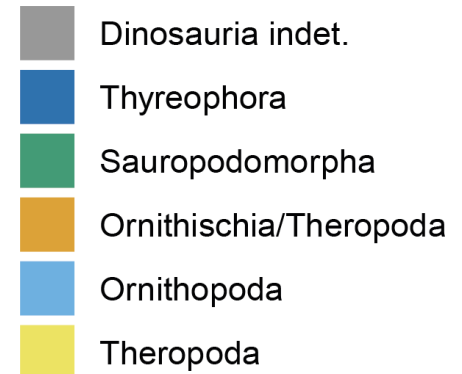 Dinosauria indet.
Thyreophora
Sauropodomorpha
Ornithischia/Theropoda
Ornithopoda
Theropoda